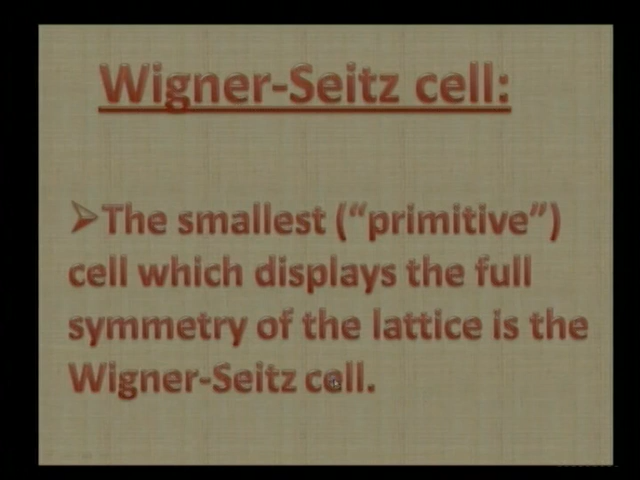 Wigner-Seitz cell:
➢The smallest (“primitive”)
cell which displays the full
symmetry of the lattice is the
Wigner-Seitz cell.